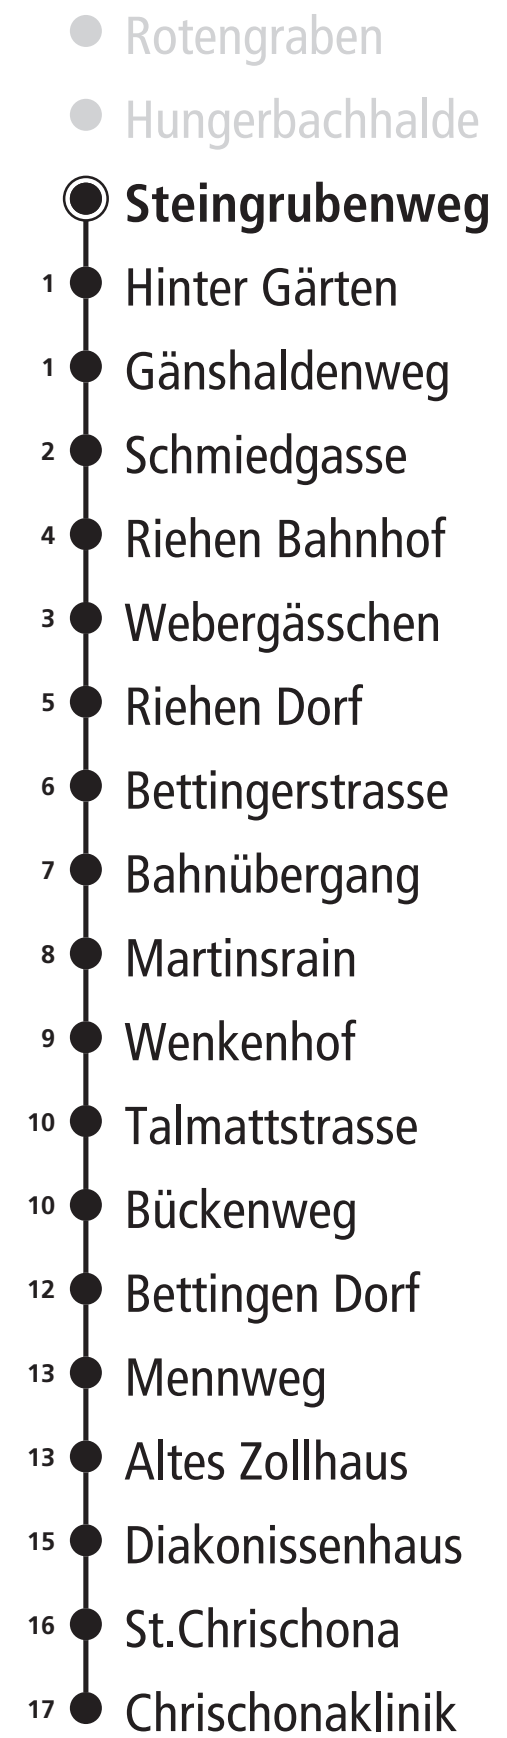 Rotengraben
Hungerbachhalde
Steingrubenweg
1 Hinter Gärten
1 Gänshaldenweg
2 Schmiedgasse
4 Riehen Bahnhof
3 Webergässchen
5 Riehen Dorf
6 Bettingerstrasse
7 Bahnübergang
8 Martinsrain
9 Wenkenhof
10 Talmattstrasse
10 Bückenweg
12 Bettingen Dorf
13 Mennweg
13 Altes Zollhaus
15 Diakonissenhaus
16 St.Chrischona
17 Chrischonaklinik